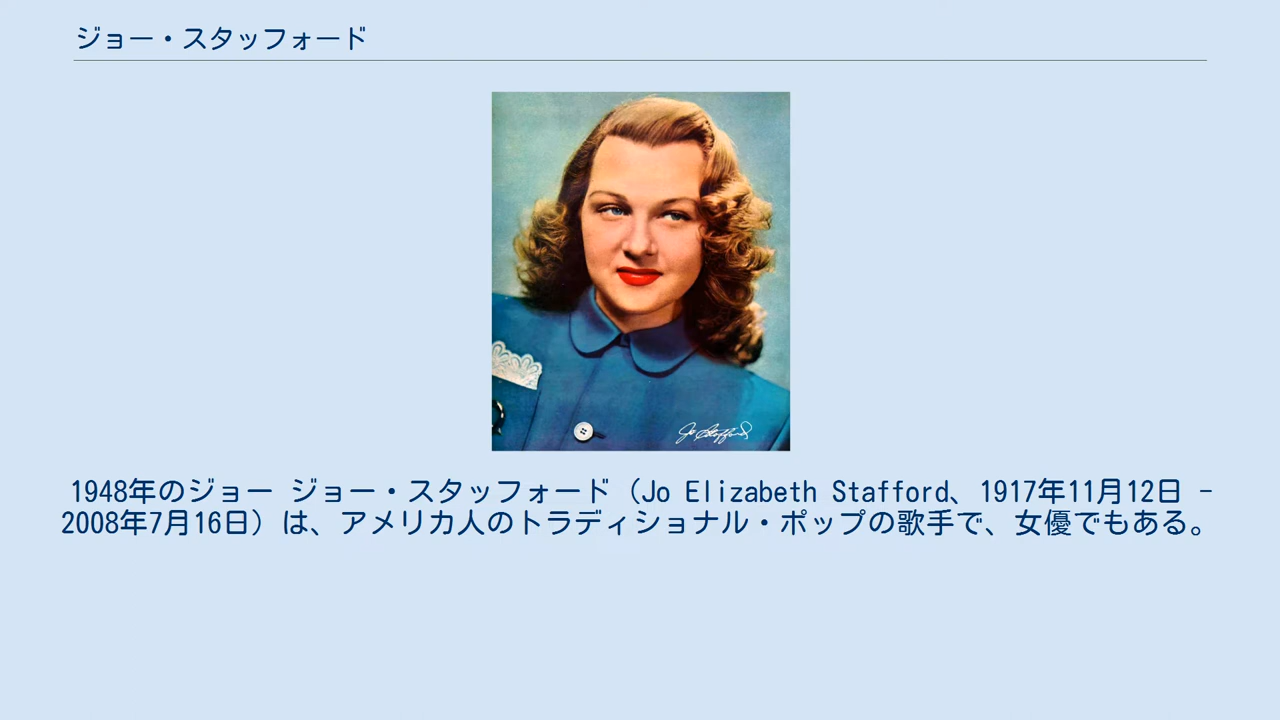 ジョー・スタッフォード
Jo Stafford
1948年のジョー ジョー・スタッフォード（Jo Elizabeth Stafford、1917年11月12日 -
2008年7月16日）は、アメリカ人のトラディショナル・ポップの歌手で、女優でもある。